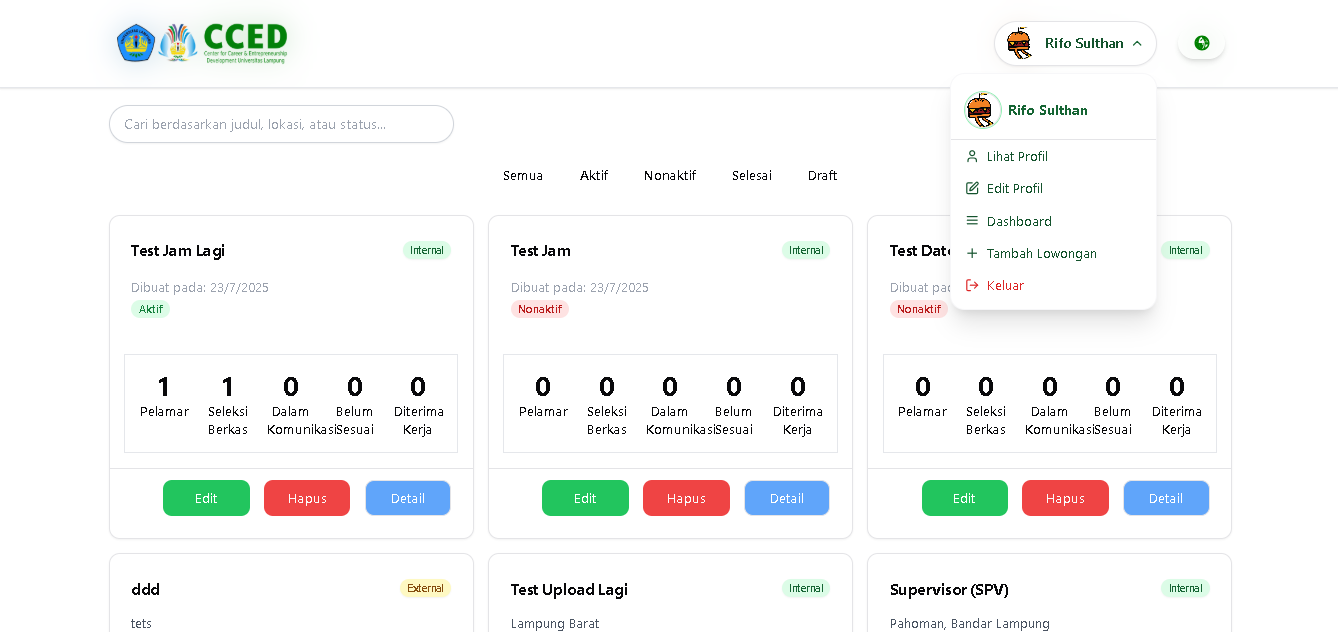 CCED
Center for Career & Entrepreneurship
Development Universitas Lampung
Rifo Sulthan
Rifo Sulthan
Lihat Profil
Edit Profil
Dashboard
Tambah Lowongan
Keluar
Cari berdasarkan judul, lokasi, atau status...
Semua Aktif Nonaktif Selesai Draft
Test Jam Lagi Internal
Dibuat pada: 23/7/2025
Aktif
1 1 0 0 0
Pelamar Seleksi Dalam Belum Diterima
Berkas Komunikasi Sesuai Kerja
Edit Hapus Detail
Test Jam Internal
Dibuat pada: 23/7/2025
Nonaktif
0 0 0 0 0
Pelamar Seleksi Dalam Belum Diterima
Berkas Komunikasi Sesuai Kerja
Edit Hapus Detail
Test Date Internal
Dibuat pad
Nonaktif
0 0 0 0 0
Pelamar Seleksi Dalam Belum Diterima
Berkas Komunikasi Sesuai Kerja
Edit Hapus Detail
ddd External
tets
Test Upload Lagi Internal
Lampung Barat
Supervisor (SPV) Internal
Pahoman, Bandar Lampung